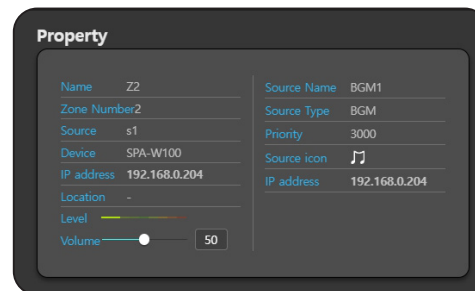 Property
Name Z2
Zone Number2
Source s1
Device SPA-W100
IP address 192.168.0.204
Location -
Level
Volume 50
Source Name BGM1
Source Type BGM
Priority 3000
Source icon
IP address 192.168.0.204